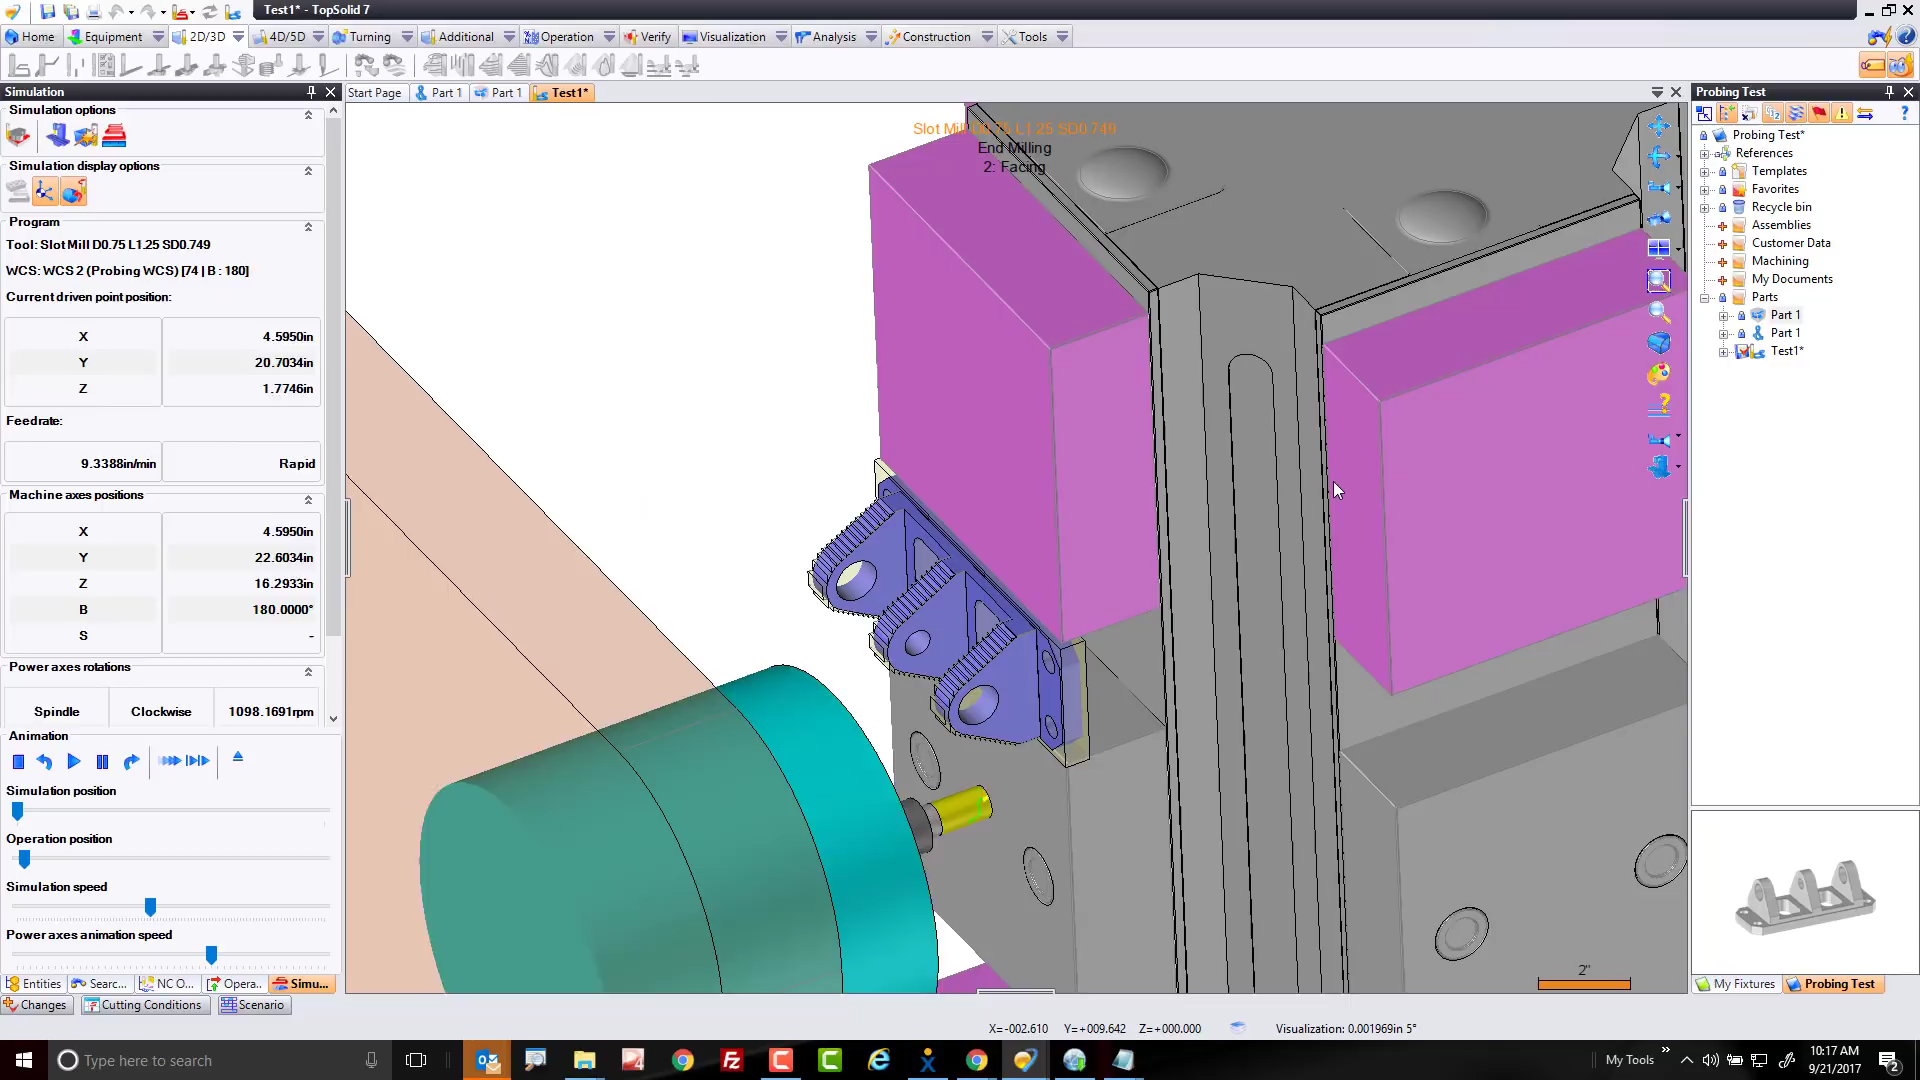 Test1* - TopSolid 7
Home Equipment 2D/3D 4D/5D Turning Additional Operation Verify Visualization Analysis Construction Tools
Simulation
Start Page Part 1 Part 1 Test1*
Probing Test
Simulation options
Simulation display options
Program
Tool: Slot Mill D0.75 L1.25 SD0.749
WCS: WCS 2 (Probing WCS) [74 | B : 180]
Current driven point position:
X 4.5950in
Y 20.7034in
Z 1.7746in
Feedrate:
9.3388in/min Rapid
Machine axes positions
X 4.5950in
Y 22.6034in
Z 16.2933in
B 180.0000°
S -
Power axes rotations
Spindle Clockwise 1098.1691rpm
Animation
Simulation position
Operation position
Simulation speed
Power axes animation speed
Entities Searc... NC O... Opera.. Simu...
Changes Cutting Conditions Scenario
Slot Mill D0.75 L1.25 SD0.749
End Milling
2: Facing
2"
Probing Test*
References
Templates
Favorites
Recycle bin
Assemblies
Customer Data
Machining
My Documents
Parts
Part 1
Part 1
Test1*
My Fixtures Probing Test
X=-002.610 Y=+009.642 Z=+000.000 Visualization: 0.001969in 5°
Type here to search
My Tools
10:17 AM
9/21/2017
2